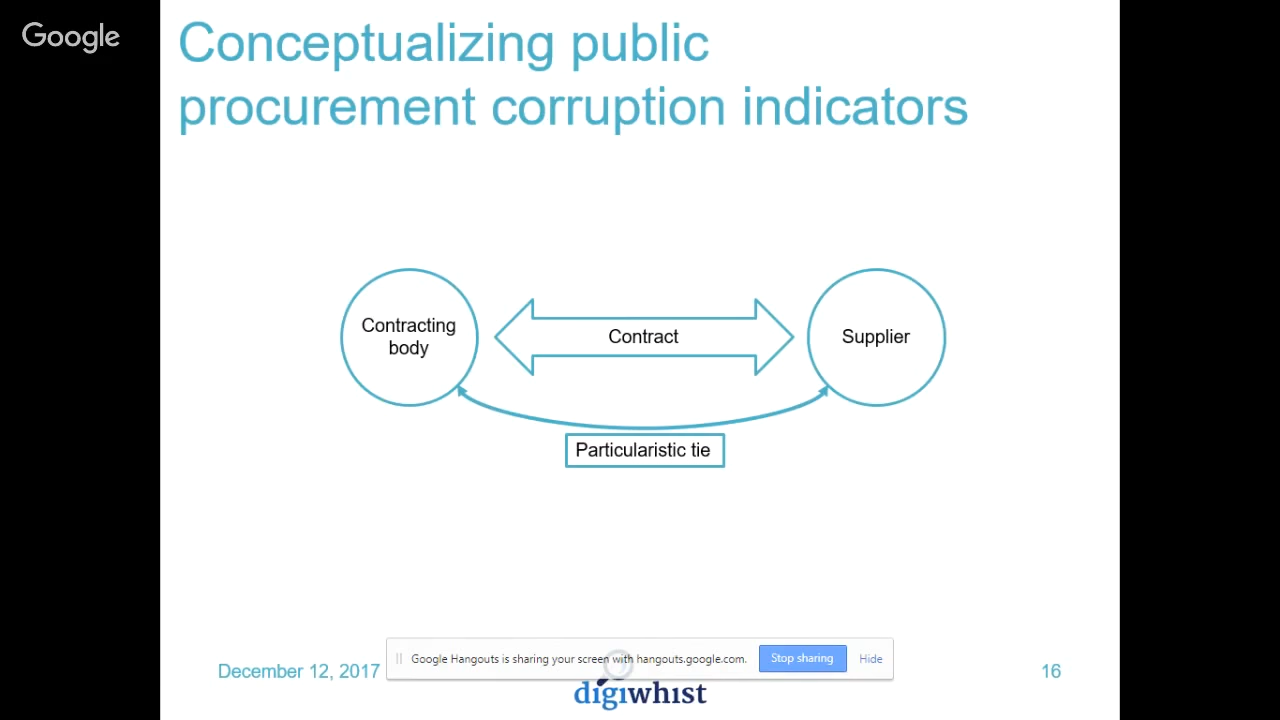 Google
Conceptualizing public
procurement corruption indicators
Contracting
body
Contract
Supplier
Particularistic tie
December 12, 2017
Google Hangouts is sharing your screen with hangouts.google.com.
Stop sharing
Hide
digiwhist
16